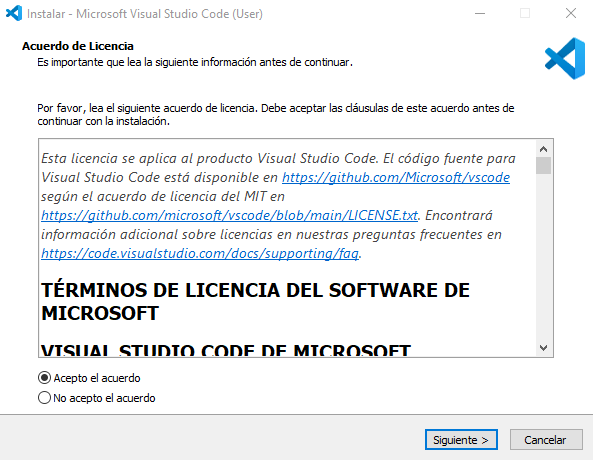 Instalar - Microsoft Visual Studio Code (User)
Acuerdo de Licencia
Es importante que lea la siguiente información antes de continuar.
Por favor, lea el siguiente acuerdo de licencia. Debe aceptar las cláusulas de este acuerdo antes de
continuar con la instalación.
Esta licencia se aplica al producto Visual Studio Code. El código fuente para
Visual Studio Code está disponible en https://github.com/Microsoft/vscode
según el acuerdo de licencia del MIT en
https://github.com/microsoft/vscode/blob/main/LICENSE.txt. Encontrará
información adicional sobre licencias en nuestras preguntas frecuentes en
https://code.visualstudio.com/docs/supporting/faq.
TÉRMINOS DE LICENCIA DEL SOFTWARE DE
MICROSOFT
VISUAL STUDIO CODE DE MICROSOFT
Acepto el acuerdo
No acepto el acuerdo
Siguiente >
Cancelar